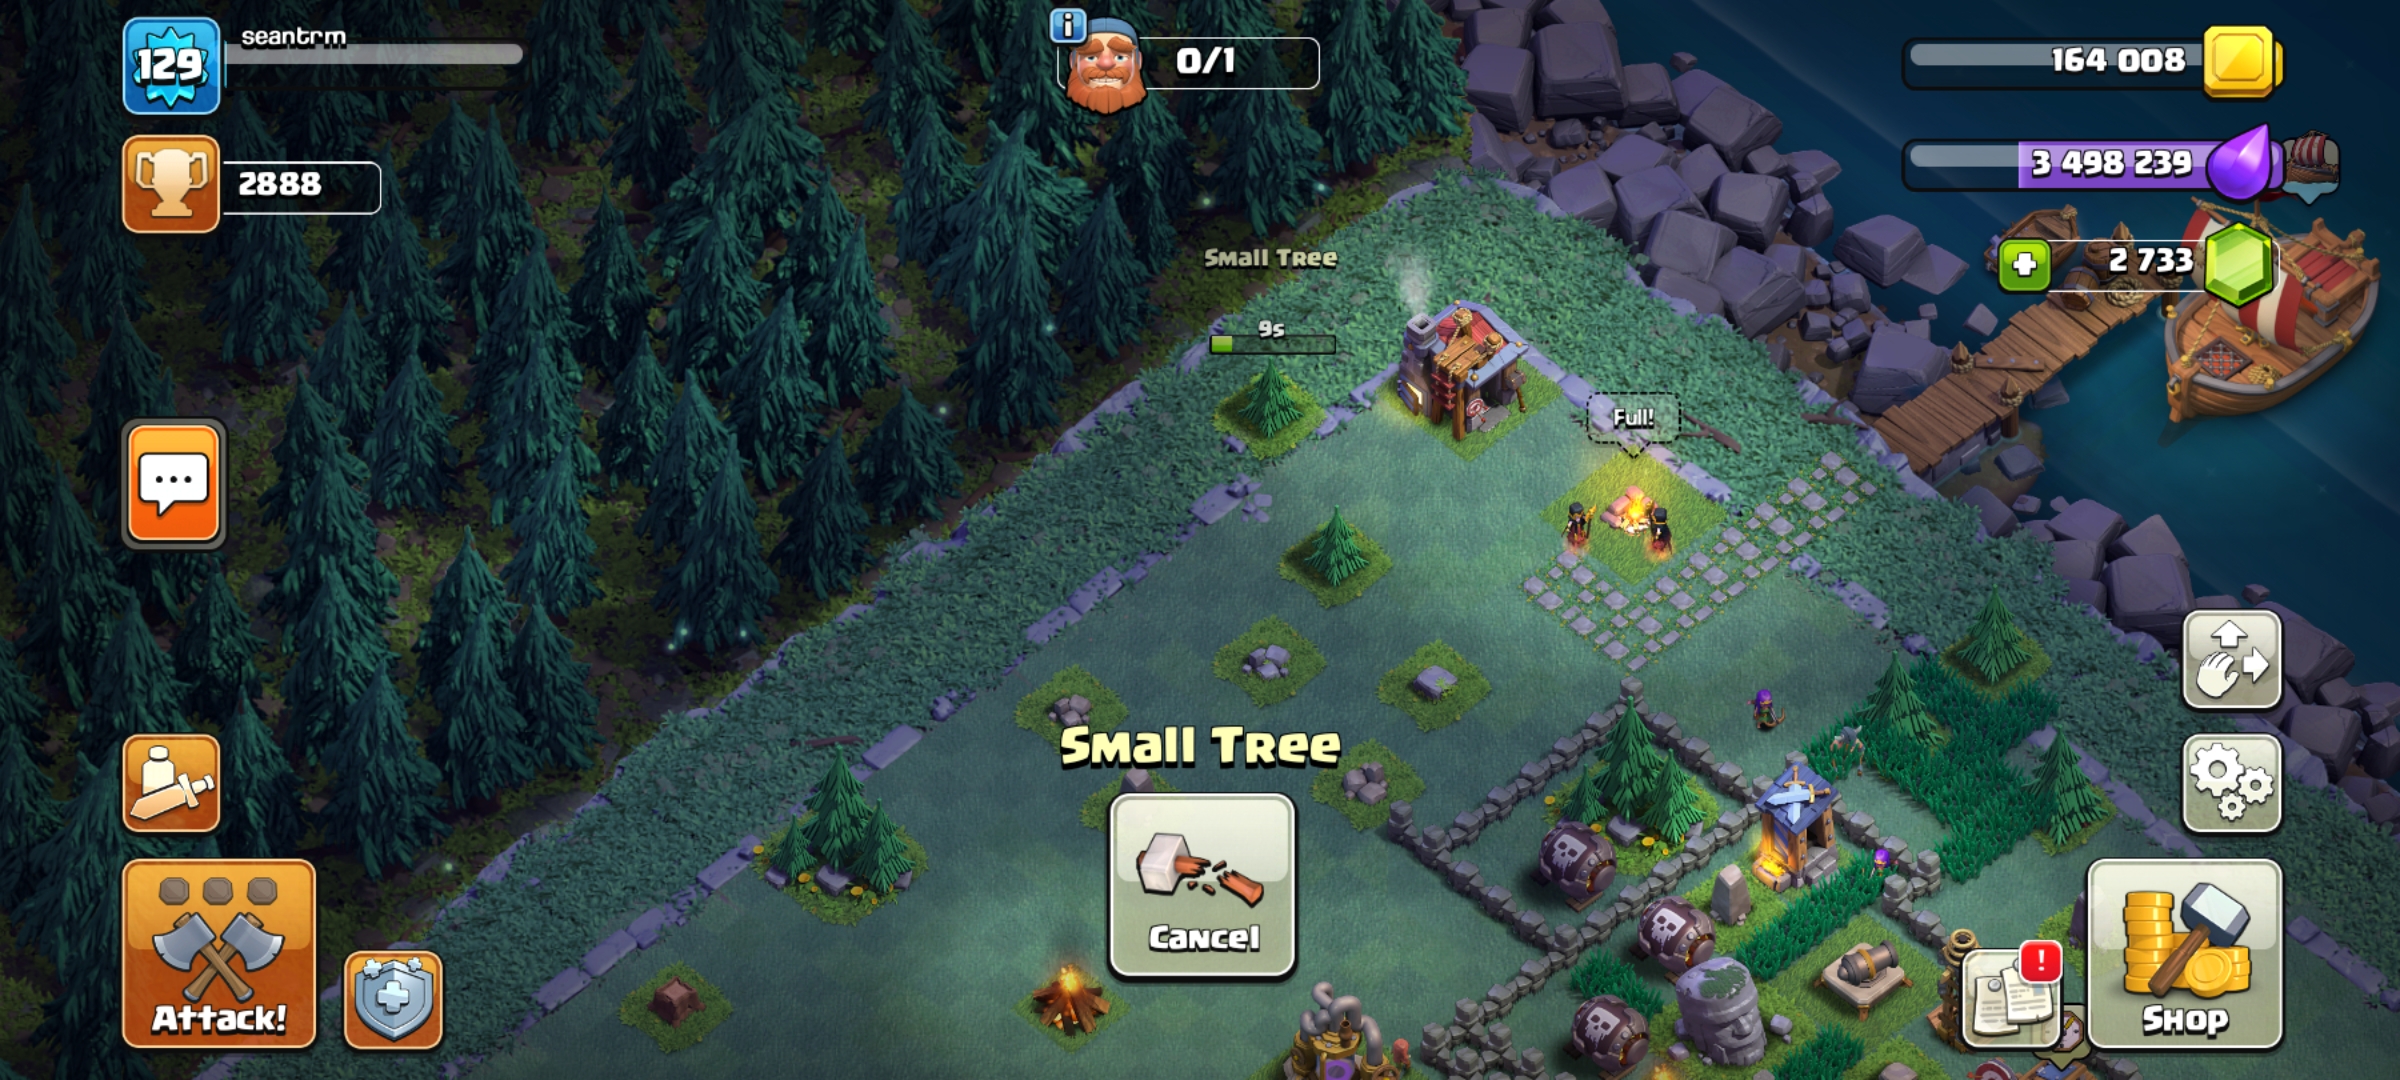 129
seantrm
i
0/1
164 008
2888
3 498 239
2 733
Small Tree
9s
Full!
Small Tree
Cancel
Attack!
!
Shop